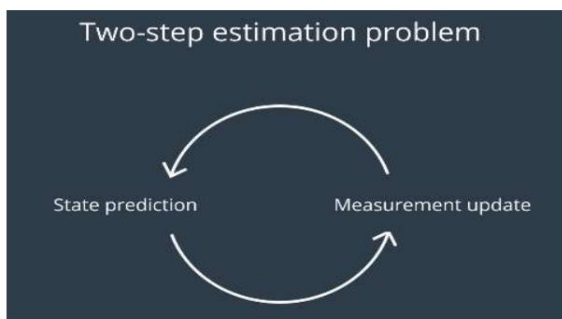 Two-step estimation problem
State prediction
Measurement update